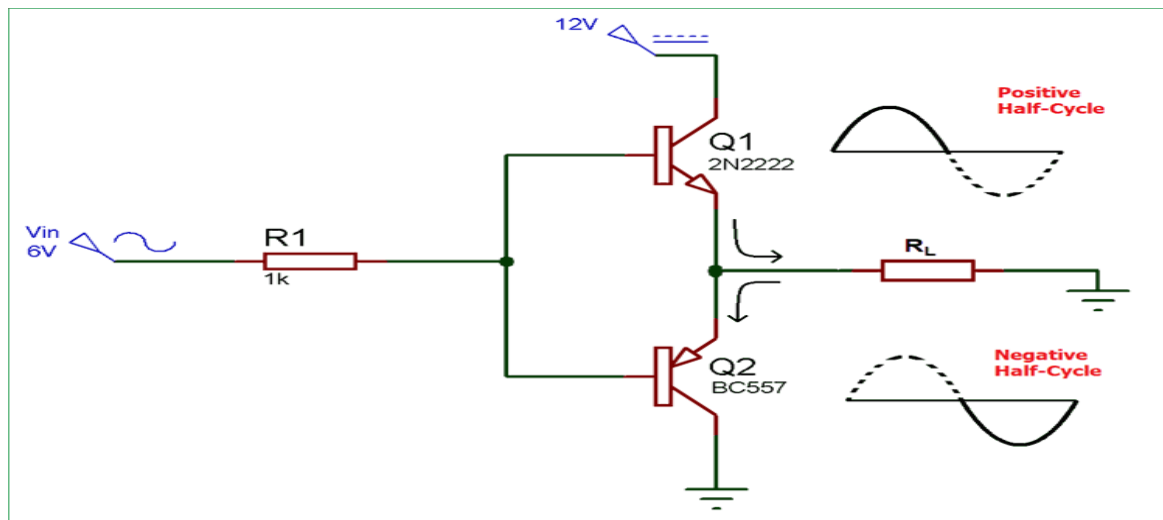 12V
Positive
Half-Cycle
Q1
2N2222
Vin
6V
R1
1k
RL
Q2
BC557
Negative
Half-Cycle